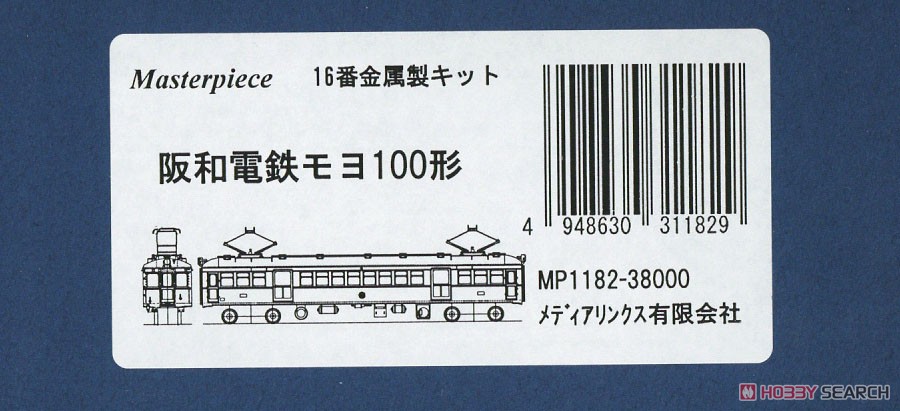 Masterpiece 16番金属製キット
阪和電鉄モヨ100形
4 948630 311829
MP1182-38000
メディアリンクス有限会社
HOBBY SEARCH